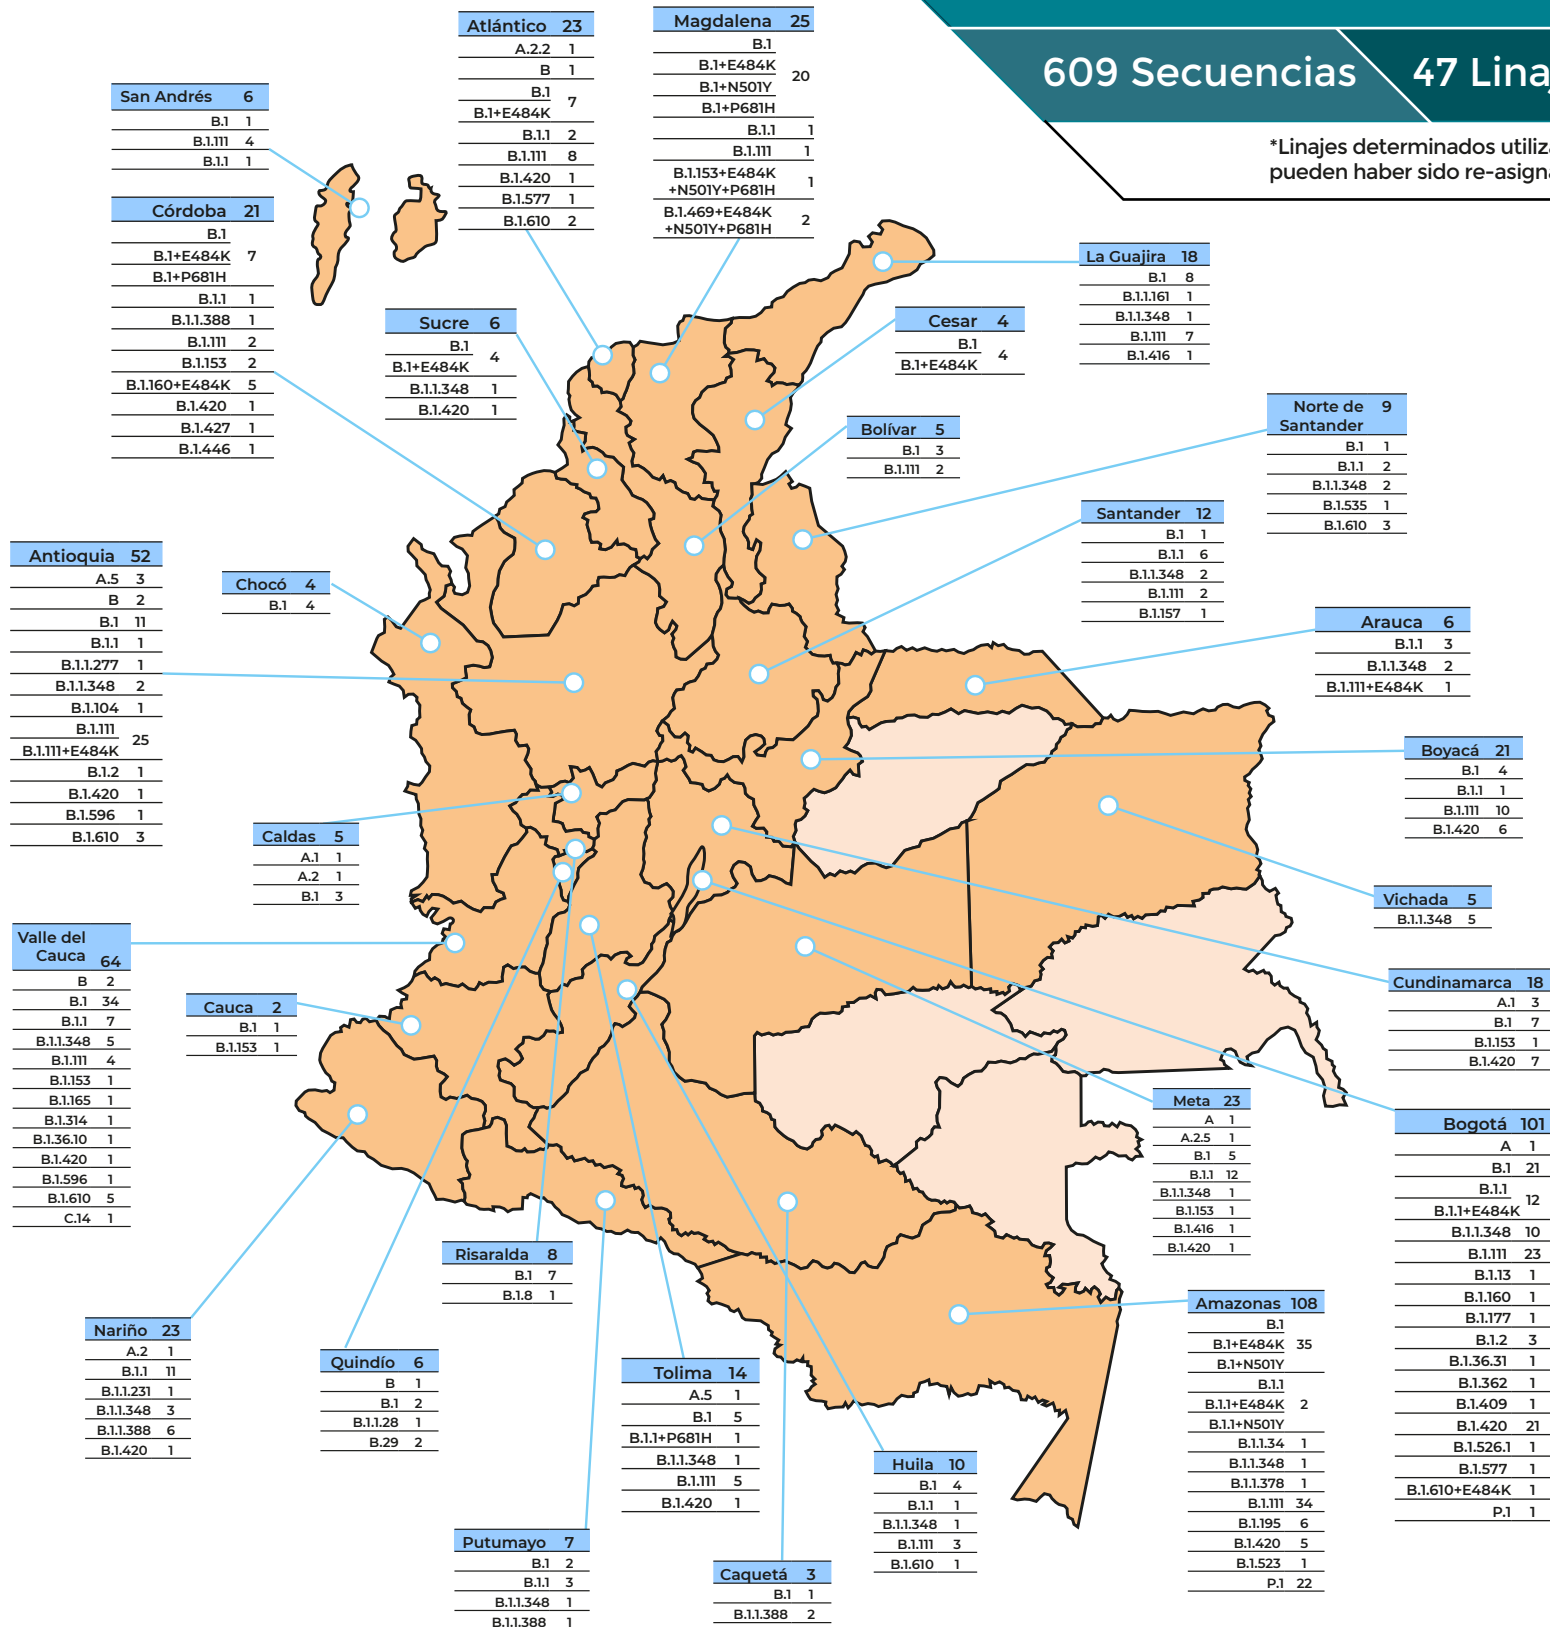 609 Secuencias
47 Lina
*Linajes determinados utiliza
pueden haber sido re-asigna
San Andrés 6
B.1 1
B.1.111 4
B.1.1 1
Atlántico 23
A.2.2 1
B 1
B.1
B.1+E484K
7
B.1.1 2
B.1.111 8
B.1.420 1
B.1.577 1
B.1.610 2
Magdalena 25
B.1
B.1+E484K
B.1+N501Y
B.1+P681H
20
B.1.1 1
B.1.111 1
B.1.153+E484K
+N501Y+P681H
1
B.1.469+E484K
+N501Y+P681H
2
Córdoba 21
B.1
B.1+E484K
B.1+P681H
7
B.1.1 1
B.1.1.388 1
B.1.111 2
B.1.153 2
B.1.160+E484K 5
B.1.420 1
B.1.427 1
B.1.446 1
Sucre 6
B.1
B.1+E484K
4
B.1.1.348 1
B.1.420 1
La Guajira 18
B.1 8
B.1.1.161 1
B.1.1.348 1
B.1.111 7
B.1.416 1
Cesar 4
B.1
B.1+E484K
4
Bolívar 5
B.1 3
B.1.111 2
Norte de
Santander
9
B.1 1
B.1.1 2
B.1.1.348 2
B.1.535 1
B.1.610 3
Santander 12
B.1 1
B.1.1 6
B.1.1.348 2
B.1.111 2
B.1.157 1
Antioquia 52
A.5 3
B 2
B.1 11
B.1.1 1
B.1.1.277 1
B.1.1.348 2
B.1.104 1
B.1.111
B.1.111+E484K
25
B.1.2 1
B.1.420 1
B.1.596 1
B.1.610 3
Chocó 4
B.1 4
Arauca 6
B.1.1 3
B.1.1.348 2
B.1.111+E484K 1
Boyacá 21
B.1 4
B.1.1 1
B.1.111 10
B.1.420 6
Caldas 5
A.1 1
A.2 1
B.1 3
Vichada 5
B.1.1.348 5
Valle del
Cauca
64
B 2
B.1 34
B.1.1 7
B.1.1.348 5
B.1.111 4
B.1.153 1
B.1.165 1
B.1.314 1
B.1.36.10 1
B.1.420 1
B.1.596 1
B.1.610 5
C.14 1
Cauca 2
B.1 1
B.1.153 1
Cundinamarca 18
A.1 3
B.1 7
B.1.153 1
B.1.420 7
Meta 23
A 1
A.2.5 1
B.1 5
B.1.1 12
B.1.1.348 1
B.1.153 1
B.1.416 1
B.1.420 1
Bogotá 101
A 1
B.1 21
B.1.1
B.1.1+E484K
12
B.1.1.348 10
B.1.111 23
B.1.13 1
B.1.160 1
B.1.177 1
B.1.2 3
B.1.36.31 1
B.1.362 1
B.1.409 1
B.1.420 21
B.1.526.1 1
B.1.577 1
B.1.610+E484K 1
P.1 1
Risaralda 8
B.1 7
B.1.8 1
Nariño 23
A.2 1
B.1.1 11
B.1.1.231 1
B.1.1.348 3
B.1.1.388 6
B.1.420 1
Quindío 6
B 1
B.1 2
B.1.1.28 1
B.29 2
Tolima 14
A.5 1
B.1 5
B.1.1+P681H 1
B.1.1.348 1
B.1.111 5
B.1.420 1
Amazonas 108
B.1
B.1+E484K
B.1+N501Y
35
B.1.1
B.1.1+E484K
B.1.1+N501Y
2
B.1.1.34 1
B.1.1.348 1
B.1.1.378 1
B.1.111 34
B.1.195 6
B.1.420 5
B.1.523 1
P.1 22
Huila 10
B.1 4
B.1.1 1
B.1.1.348 1
B.1.111 3
B.1.610 1
Putumayo 7
B.1 2
B.1.1 3
B.1.1.348 1
B.1.1.388 1
Caquetá 3
B.1 1
B.1.1.388 2